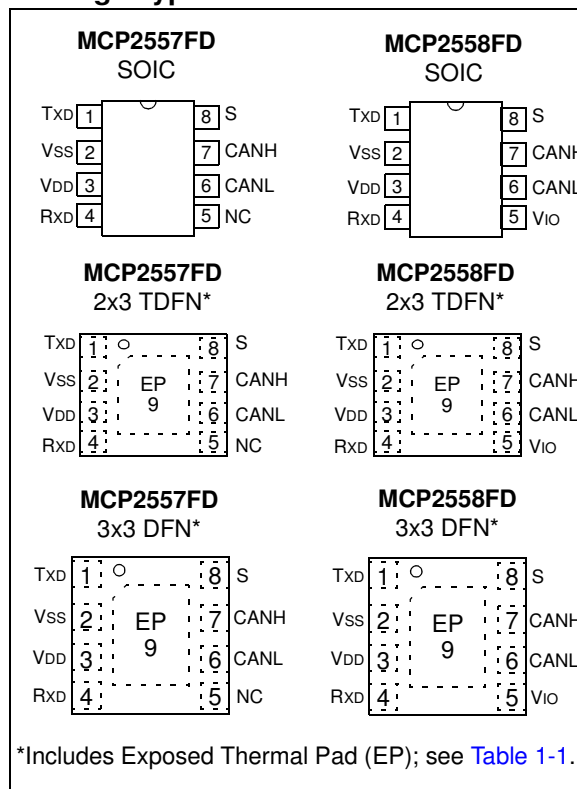 MCP2557FD
SOIC
TXD 1
8 S
VSS 2
7 CANH
VDD 3
6 CANL
RXD 4
5 NC
MCP2558FD
SOIC
TXD 1
8 S
VSS 2
7 CANH
VDD 3
6 CANL
RXD 4
5 VIO
MCP2557FD
2x3 TDFN*
TXD 1
8 S
VSS 2
EP
9
7 CANH
VDD 3
6 CANL
RXD 4
5 NC
MCP2558FD
2x3 TDFN*
TXD 1
8 S
VSS 2
EP
9
7 CANH
VDD 3
6 CANL
RXD 4
5 VIO
MCP2557FD
3x3 DFN*
TXD 1
8 S
VSS 2
EP
9
7 CANH
VDD 3
6 CANL
RXD 4
5 NC
MCP2558FD
3x3 DFN*
TXD 1
8 S
VSS 2
EP
9
7 CANH
VDD 3
6 CANL
RXD 4
5 VIO
*Includes Exposed Thermal Pad (EP); see Table 1-1.